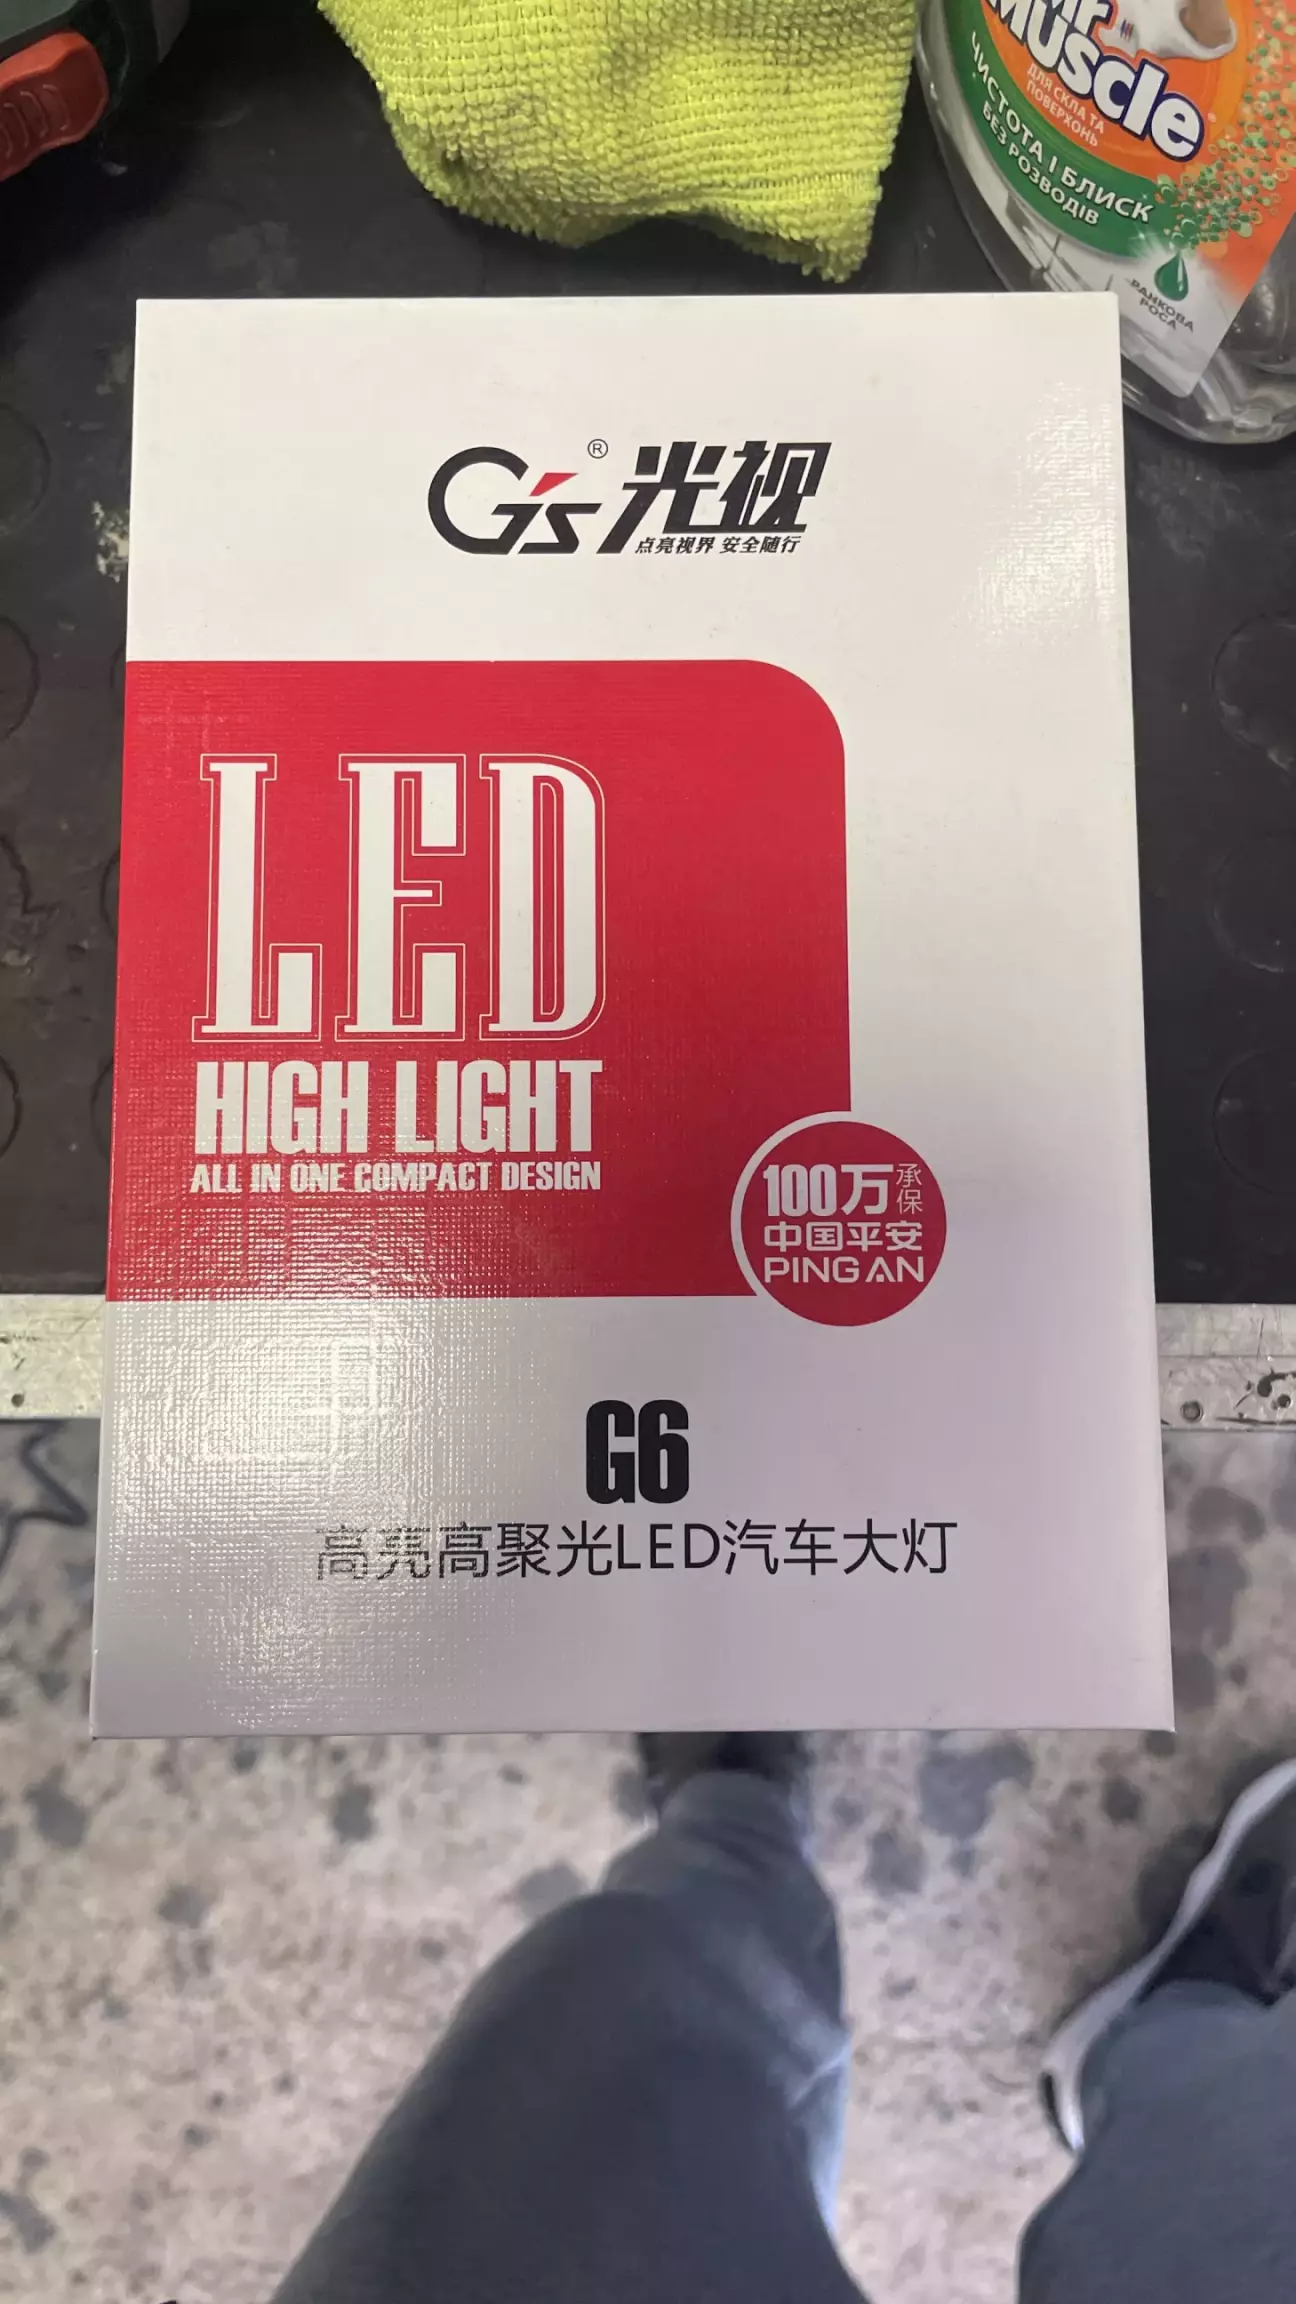 Mr
Muscle
ДЛЯ СКЛА ТА
ПОВЕРХОНЬ
ЧИСТОТА І БЛИСК
БЕЗ РОЗВОДІВ
РАНКОВА
РОСА
G's® 光视
点亮视界 安全随行
LED
HIGH LIGHT
ALL IN ONE COMPACT DESIGN
100万承保
中国平安
PING AN
G6
高亮高聚光LED汽车大灯